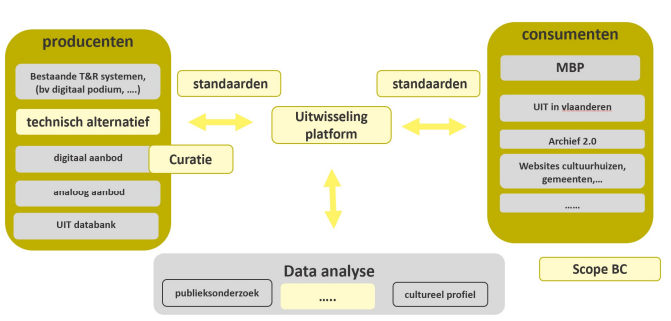 producenten
Bestaande T&R systemen,
(bv digitaal podium, ....)
technisch alternatief
digitaal aanbod
Curatie
analoog aanbod
UIT databank
standaarden
Uitwisseling
platform
standaarden
consumenten
MBP
UIT in vlaanderen
Archief 2.0
Websites cultuurhuizen,
gemeenten,...
......
Data analyse
publieksonderzoek
.....
cultureel profiel
Scope BC